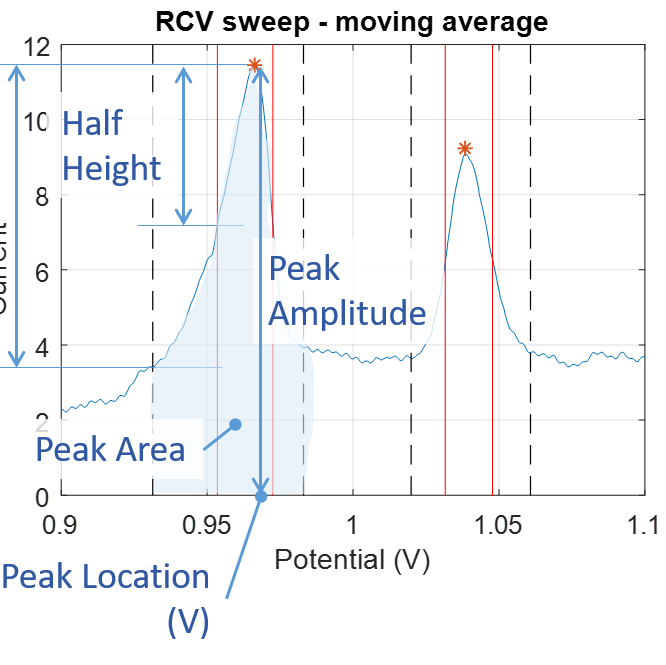 RCV sweep - moving average
12
10
8
6
4
2
0
Half
Height
Peak
Amplitude
Peak Area
0.9
0.95
1
1.05
1.1
Potential (V)
Peak Location
(V)